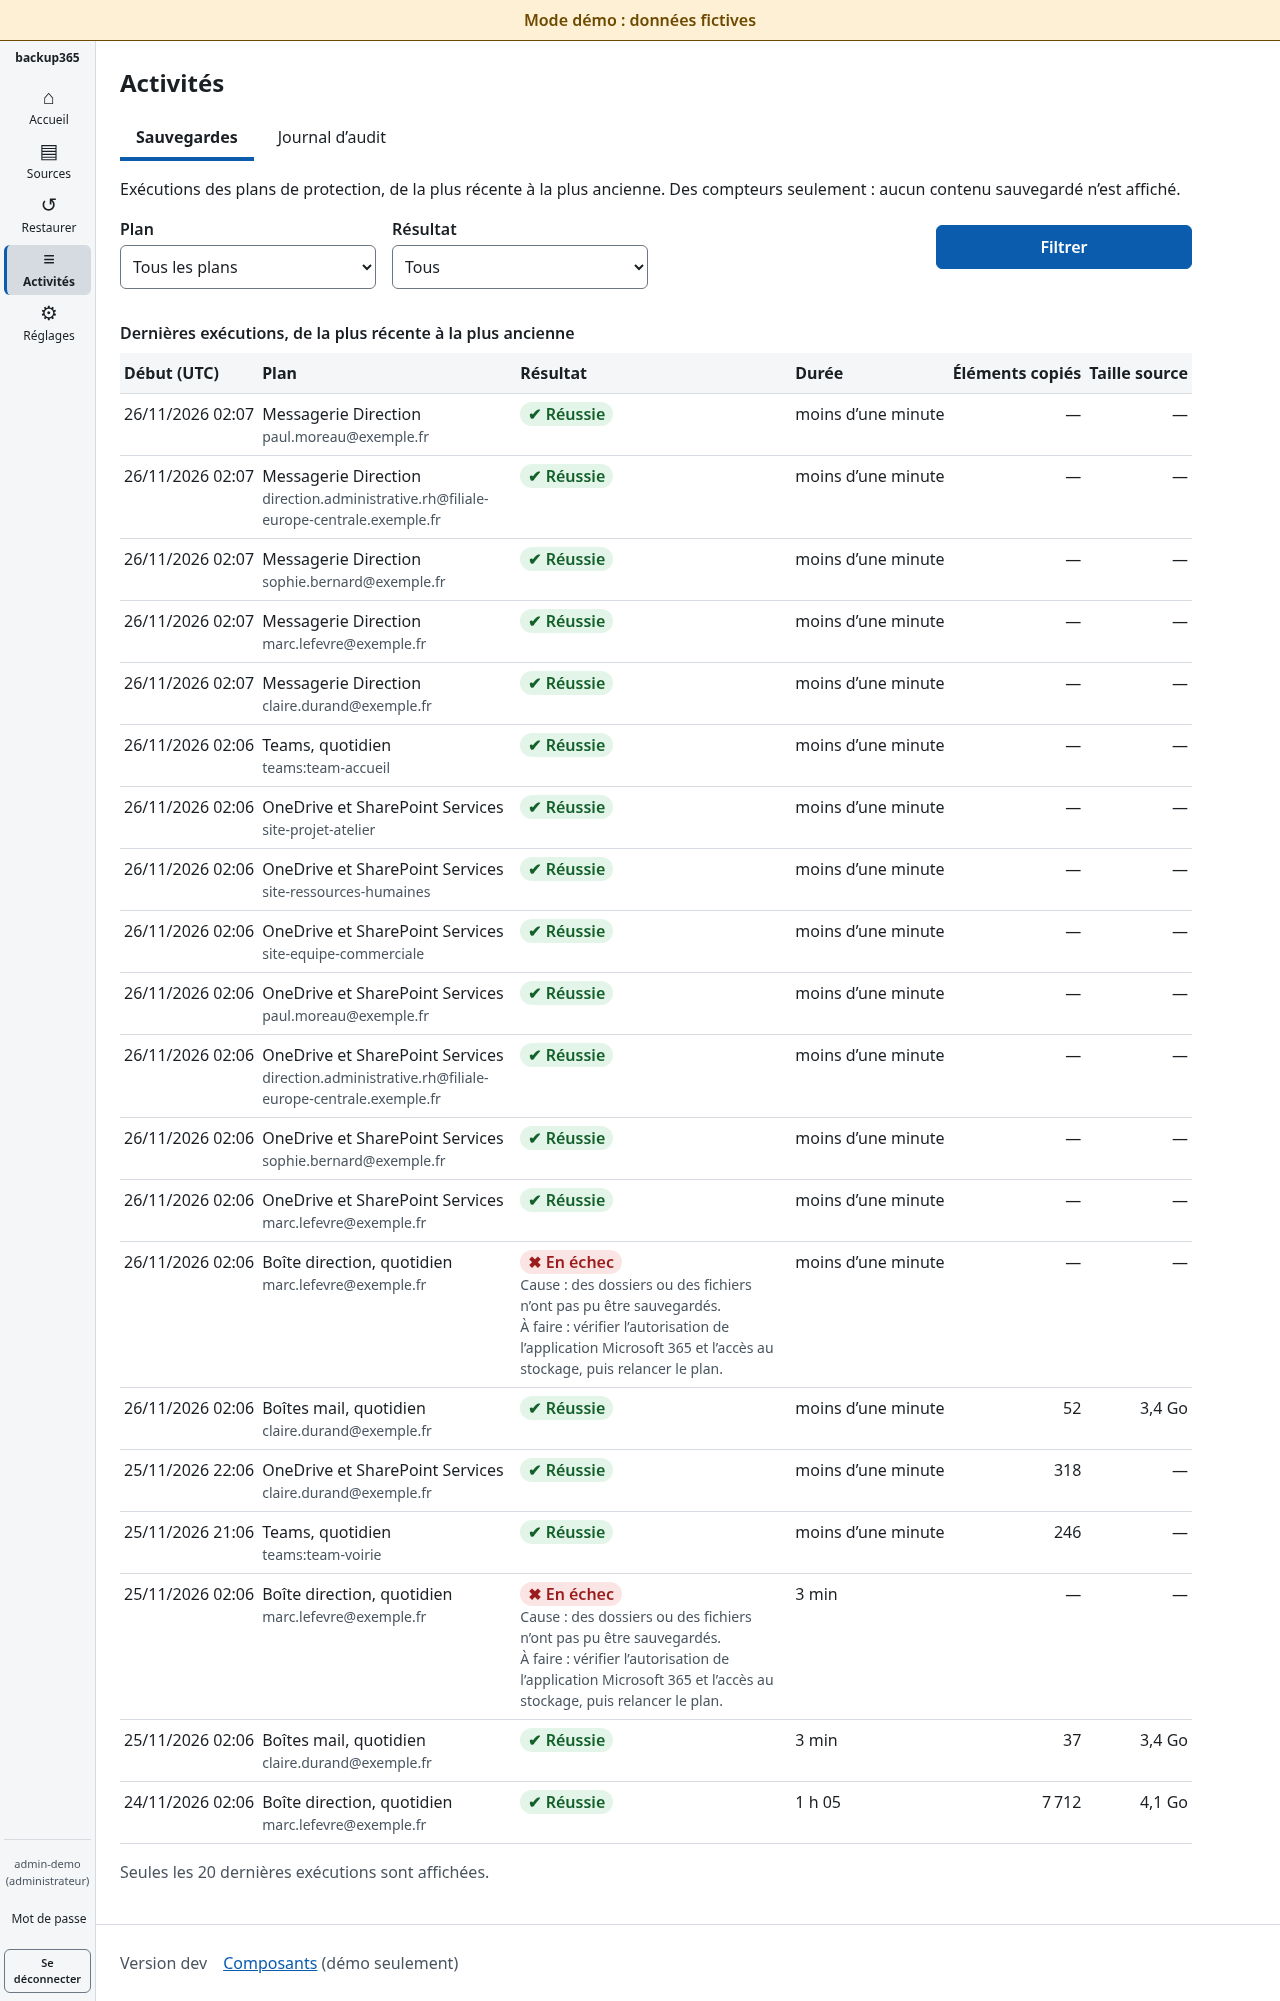 Mode démo : données fictives
backup365
Accueil
Sources
Restaurer
Activités
Réglages
admin-demo
(administrateur)
Mot de passe
Se
déconnecter
Activités
Sauvegardes Journal d’audit
Exécutions des plans de protection, de la plus récente à la plus ancienne. Des compteurs seulement : aucun contenu sauvegardé n’est affiché.
Plan Résultat
Tous les plans Tous Filtrer
Dernières exécutions, de la plus récente à la plus ancienne
Début (UTC) Plan Résultat Durée Éléments copiés Taille source
26/11/2026 02:07 Messagerie Direction ✔ Réussie moins d’une minute — —
paul.moreau@exemple.fr
26/11/2026 02:07 Messagerie Direction ✔ Réussie moins d’une minute — —
direction.administrative.rh@filiale-
europe-centrale.exemple.fr
26/11/2026 02:07 Messagerie Direction ✔ Réussie moins d’une minute — —
sophie.bernard@exemple.fr
26/11/2026 02:07 Messagerie Direction ✔ Réussie moins d’une minute — —
marc.lefevre@exemple.fr
26/11/2026 02:07 Messagerie Direction ✔ Réussie moins d’une minute — —
claire.durand@exemple.fr
26/11/2026 02:06 Teams, quotidien ✔ Réussie moins d’une minute — —
teams:team-accueil
26/11/2026 02:06 OneDrive et SharePoint Services ✔ Réussie moins d’une minute — —
site-projet-atelier
26/11/2026 02:06 OneDrive et SharePoint Services ✔ Réussie moins d’une minute — —
site-ressources-humaines
26/11/2026 02:06 OneDrive et SharePoint Services ✔ Réussie moins d’une minute — —
site-equipe-commerciale
26/11/2026 02:06 OneDrive et SharePoint Services ✔ Réussie moins d’une minute — —
paul.moreau@exemple.fr
26/11/2026 02:06 OneDrive et SharePoint Services ✔ Réussie moins d’une minute — —
direction.administrative.rh@filiale-
europe-centrale.exemple.fr
26/11/2026 02:06 OneDrive et SharePoint Services ✔ Réussie moins d’une minute — —
sophie.bernard@exemple.fr
26/11/2026 02:06 OneDrive et SharePoint Services ✔ Réussie moins d’une minute — —
marc.lefevre@exemple.fr
26/11/2026 02:06 Boîte direction, quotidien ✖ En échec moins d’une minute — —
marc.lefevre@exemple.fr Cause : des dossiers ou des fichiers
n’ont pas pu être sauvegardés.
À faire : vérifier l’autorisation de
l’application Microsoft 365 et l’accès au
stockage, puis relancer le plan.
26/11/2026 02:06 Boîtes mail, quotidien ✔ Réussie moins d’une minute 52 3,4 Go
claire.durand@exemple.fr
25/11/2026 22:06 OneDrive et SharePoint Services ✔ Réussie moins d’une minute 318 —
claire.durand@exemple.fr
25/11/2026 21:06 Teams, quotidien ✔ Réussie moins d’une minute 246 —
teams:team-voirie
25/11/2026 02:06 Boîte direction, quotidien ✖ En échec 3 min — —
marc.lefevre@exemple.fr Cause : des dossiers ou des fichiers
n’ont pas pu être sauvegardés.
À faire : vérifier l’autorisation de
l’application Microsoft 365 et l’accès au
stockage, puis relancer le plan.
25/11/2026 02:06 Boîtes mail, quotidien ✔ Réussie 3 min 37 3,4 Go
claire.durand@exemple.fr
24/11/2026 02:06 Boîte direction, quotidien ✔ Réussie 1 h 05 7 712 4,1 Go
marc.lefevre@exemple.fr
Seules les 20 dernières exécutions sont affichées.
Version dev Composants (démo seulement)